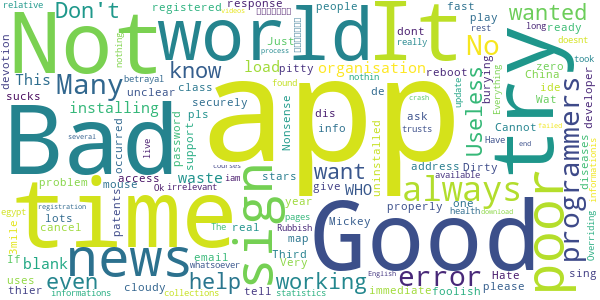 relative
Don't
registered
response
people
fast
play
wanted
Not
world
It
try
devotion
dont
Just
really
long
rest
ready
doesnt
nothing
This
Many
know
load
pitty
organisation
No
reboot
zero
ide
took
betrayal
process
found
nothin
China
Everything
sucks
unclear
class
info
burying
Wat
developer
installing
securely
app
uninstalled
Useless
update
crash
trusts
Bad
occurred
password
support
pls
Nonsense
dis
de
ask
Cannot
diseases
Overriding
informations
failed
several
live
access
Ok
irrelevant
courses
want
WHO
always
address
Dirty
Have
end
time
problem
mouse
iam
stars
give
year
available
poor
programmers
patents
whatsoever
Good
properly
one
health
download
egypt
registration
lots
cancel
The
real
pages
Rubbish
map
Mickey
English
Hate
please
sing
If
Smile
blank
email
sign
news
error
thier
uses
even
cloudy
help
working
Third
Very
tell
immediate
foolish
informations
collections
statistics
waste
videos